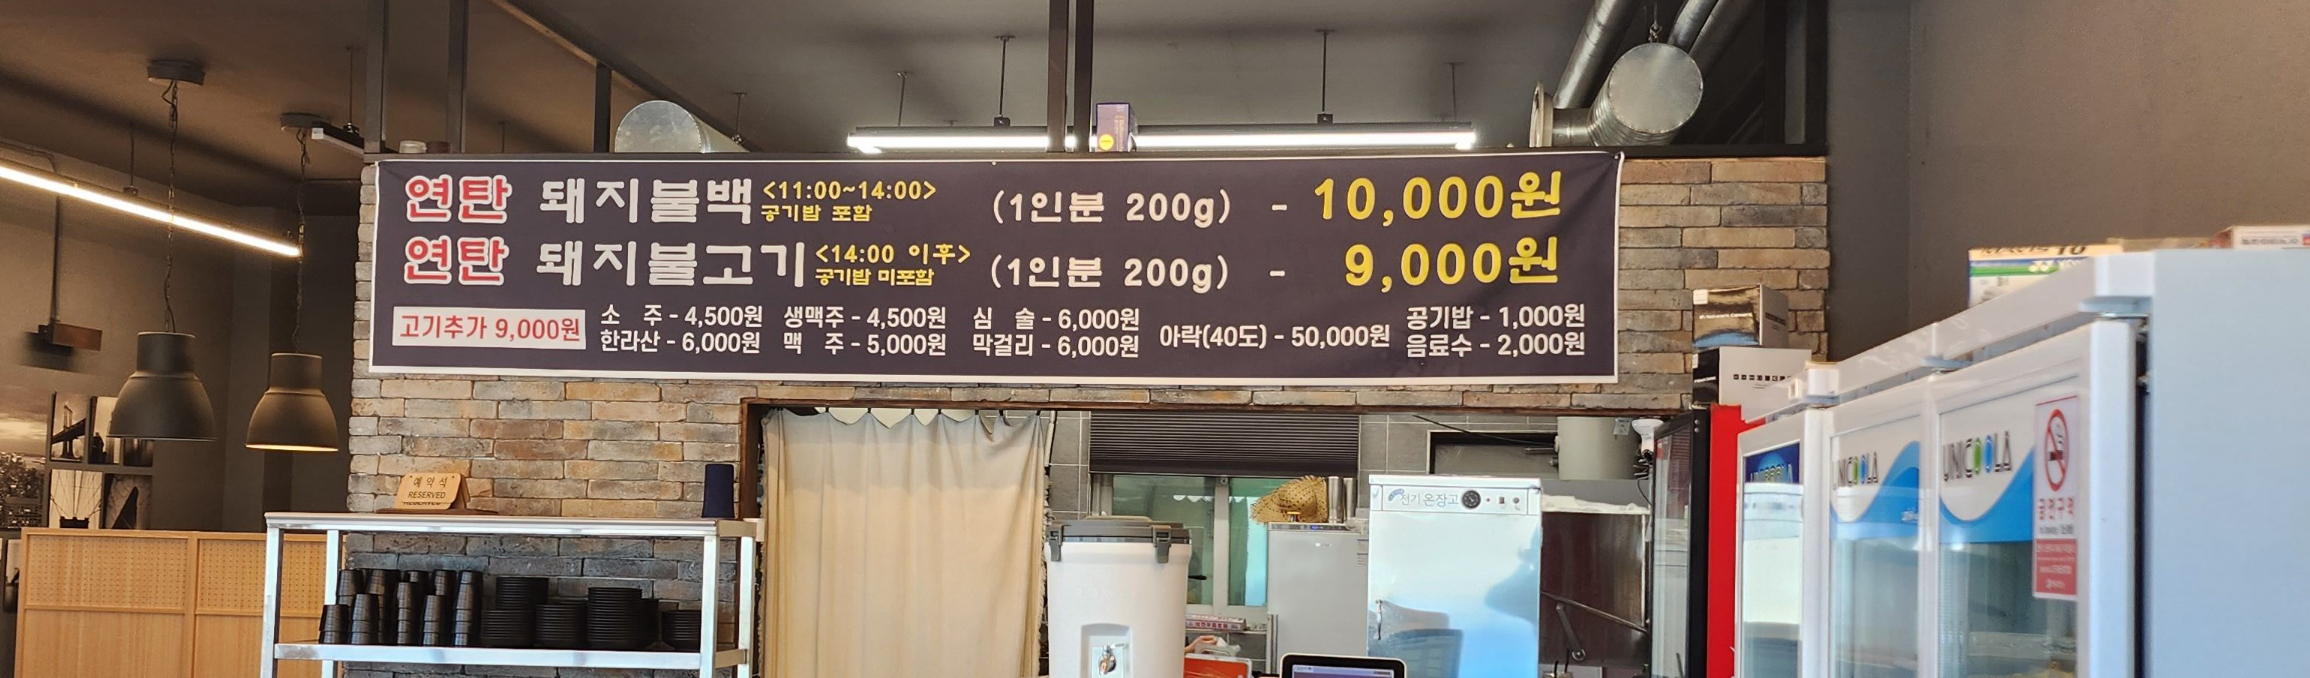 연탄 돼지불백 <11:00~14:00> 공기밥 포함 (1인분 200g) - 10,000원
연탄 돼지불고기 <14:00 이후> 공기밥 미포함 (1인분 200g) - 9,000원
고기추가 9,000원
소 주 - 4,500원 생맥주 - 4,500원 심 술 - 6,000원
한라산 - 6,000원 맥 주 - 5,000원 막걸리 - 6,000원
아락(40도) - 50,000원
공기밥 - 1,000원
음료수 - 2,000원
예약석
RESERVED
전기온장고
UNICOOLA
UNICOOLA
금연구역